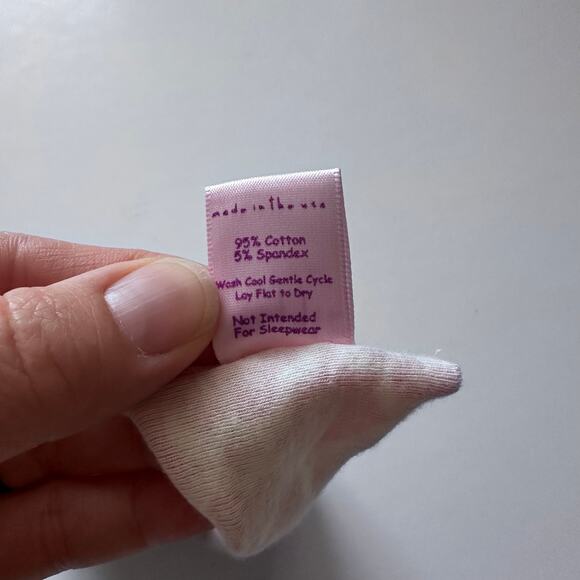 made in the usa
95% Cotton
5% Spandex
Wash Cool Gentle Cycle
Lay Flat to Dry
Not Intended
For Sleepwear